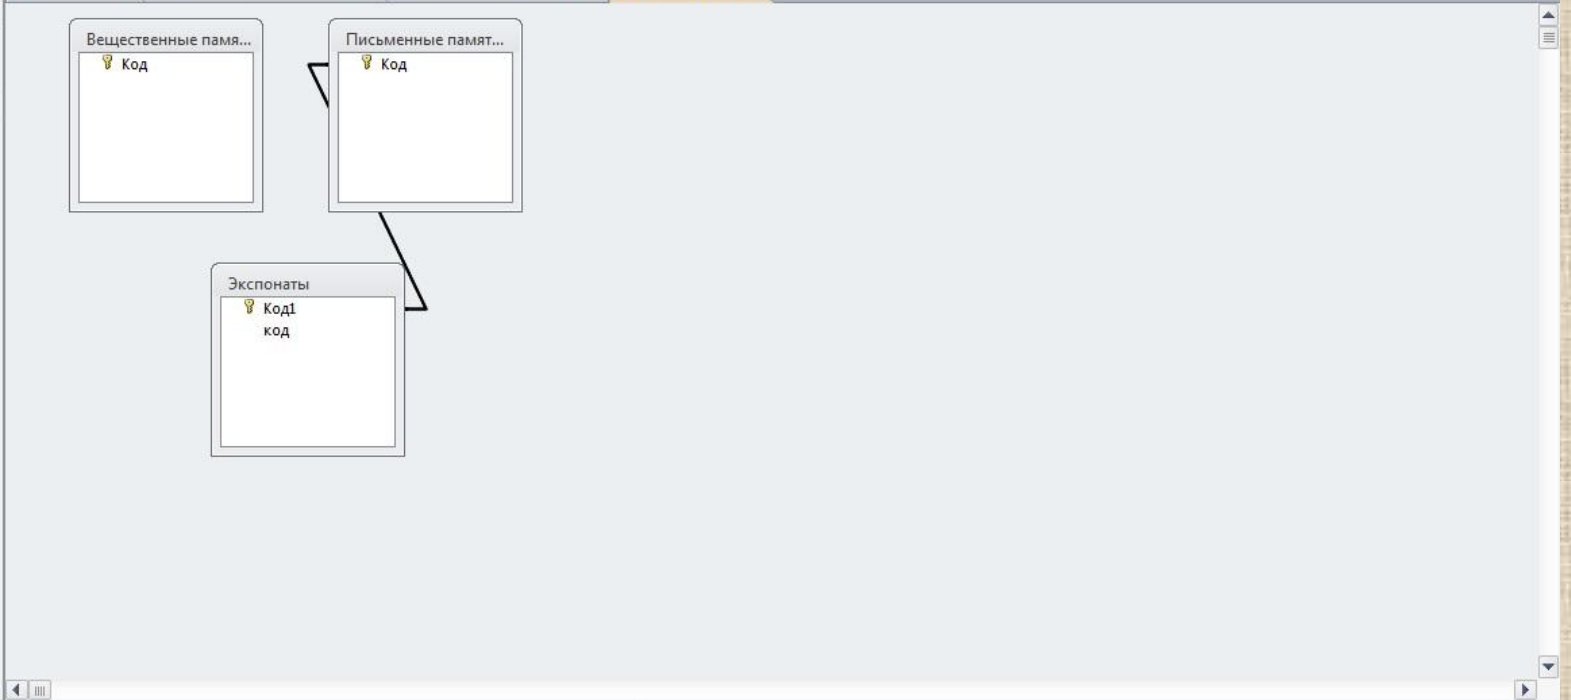 Вещественные памя...
Код
Письменные памят...
Код
Экспонаты
Код1
код